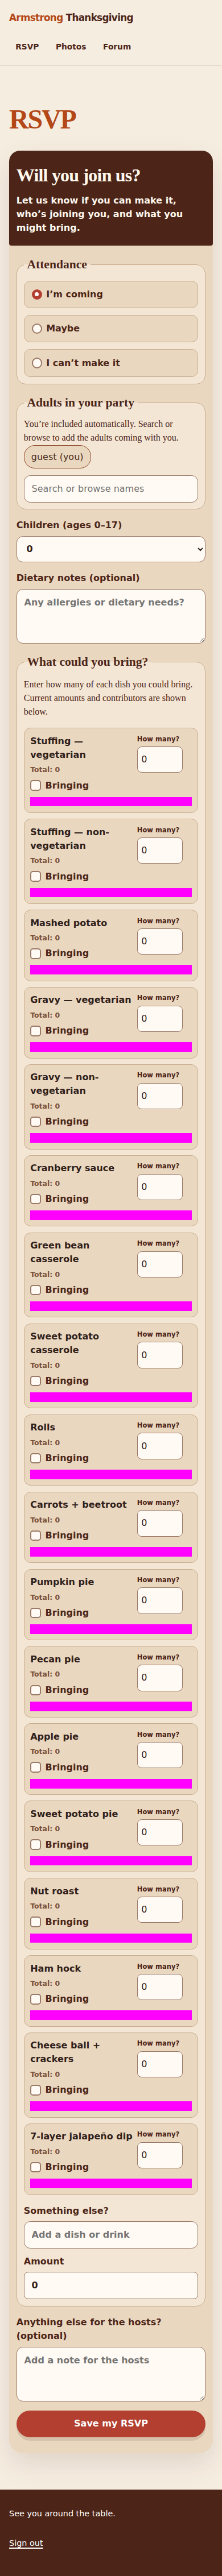 Armstrong Thanksgiving
RSVP Photos Forum
RSVP
Will you join us?
Let us know if you can make it,
who’s joining you, and what you
might bring.
Attendance
I’m coming
Maybe
I can’t make it
Adults in your party
You’re included automatically. Search or
browse to add the adults coming with you.
guest (you)
Search or browse names
Children (ages 0–17)
0
Dietary notes (optional)
Any allergies or dietary needs?
What could you bring?
Enter how many of each dish you could bring.
Current amounts and contributors are shown
below.
Stuffing —
vegetarian
Total: 0
Bringing
How many?
0
Stuffing — non-
vegetarian
Total: 0
Bringing
How many?
0
Mashed potato
Total: 0
Bringing
How many?
0
Gravy — vegetarian
Total: 0
Bringing
How many?
0
Gravy — non-
vegetarian
Total: 0
Bringing
How many?
0
Cranberry sauce
Total: 0
Bringing
How many?
0
Green bean
casserole
Total: 0
Bringing
How many?
0
Sweet potato
casserole
Total: 0
Bringing
How many?
0
Rolls
Total: 0
Bringing
How many?
0
Carrots + beetroot
Total: 0
Bringing
How many?
0
Pumpkin pie
Total: 0
Bringing
How many?
0
Pecan pie
Total: 0
Bringing
How many?
0
Apple pie
Total: 0
Bringing
How many?
0
Sweet potato pie
Total: 0
Bringing
How many?
0
Nut roast
Total: 0
Bringing
How many?
0
Ham hock
Total: 0
Bringing
How many?
0
Cheese ball +
crackers
Total: 0
Bringing
How many?
0
7-layer jalapeño dip
Total: 0
Bringing
How many?
0
Something else?
Add a dish or drink
Amount
0
Anything else for the hosts?
(optional)
Add a note for the hosts
Save my RSVP
See you around the table.
Sign out